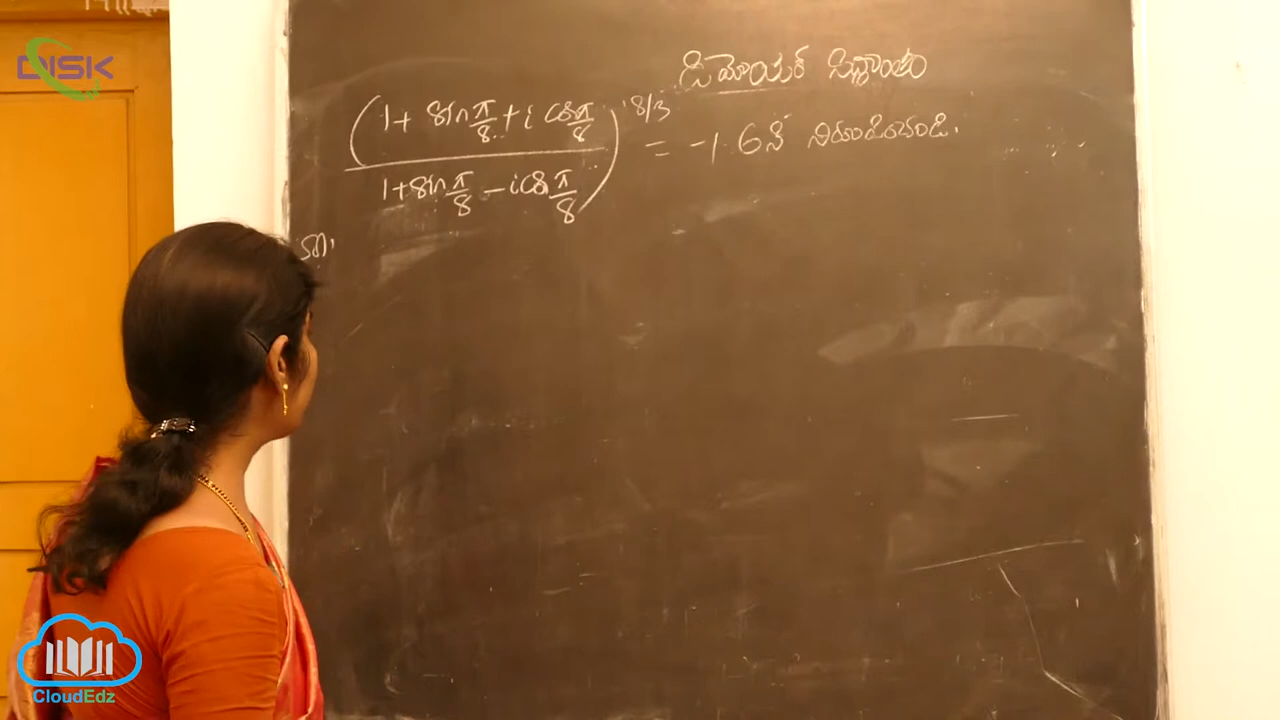 DISK
డిమోయర్ సిద్ధాంతం
(1 + sin π/8 + i cos π/8 / 1 + sin π/8 - i cos π/8)^8/3 = -1. అని నిరూపించండి.
సా.
CloudEdz